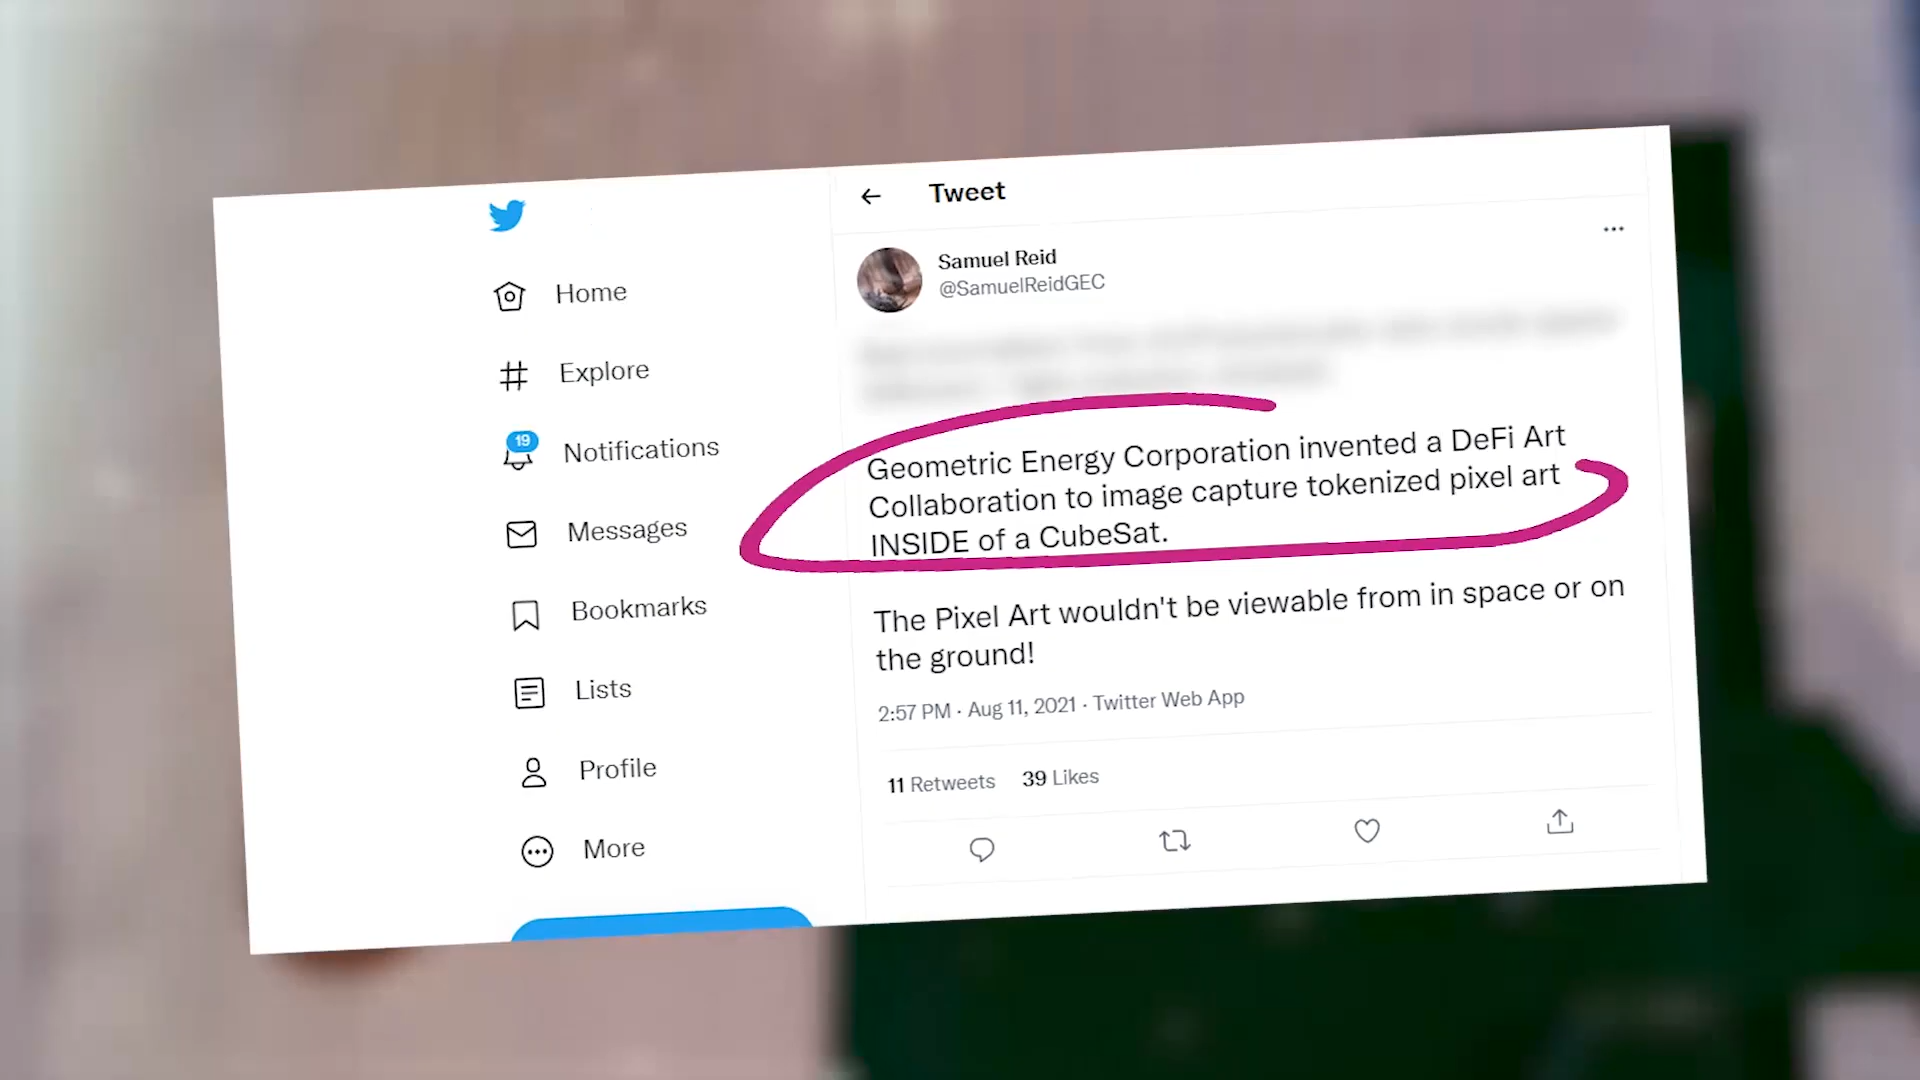 Tweet
Samuel Reid
@SamuelReidGEC
Home
Explore
19
Notifications
Messages
Bookmarks
Lists
Profile
More
Geometric Energy Corporation invented a DeFi Art
Collaboration to image capture tokenized pixel art
INSIDE of a CubeSat.
The Pixel Art wouldn't be viewable from in space or on
the ground!
2:57 PM · Aug 11, 2021 · Twitter Web App
11 Retweets 39 Likes